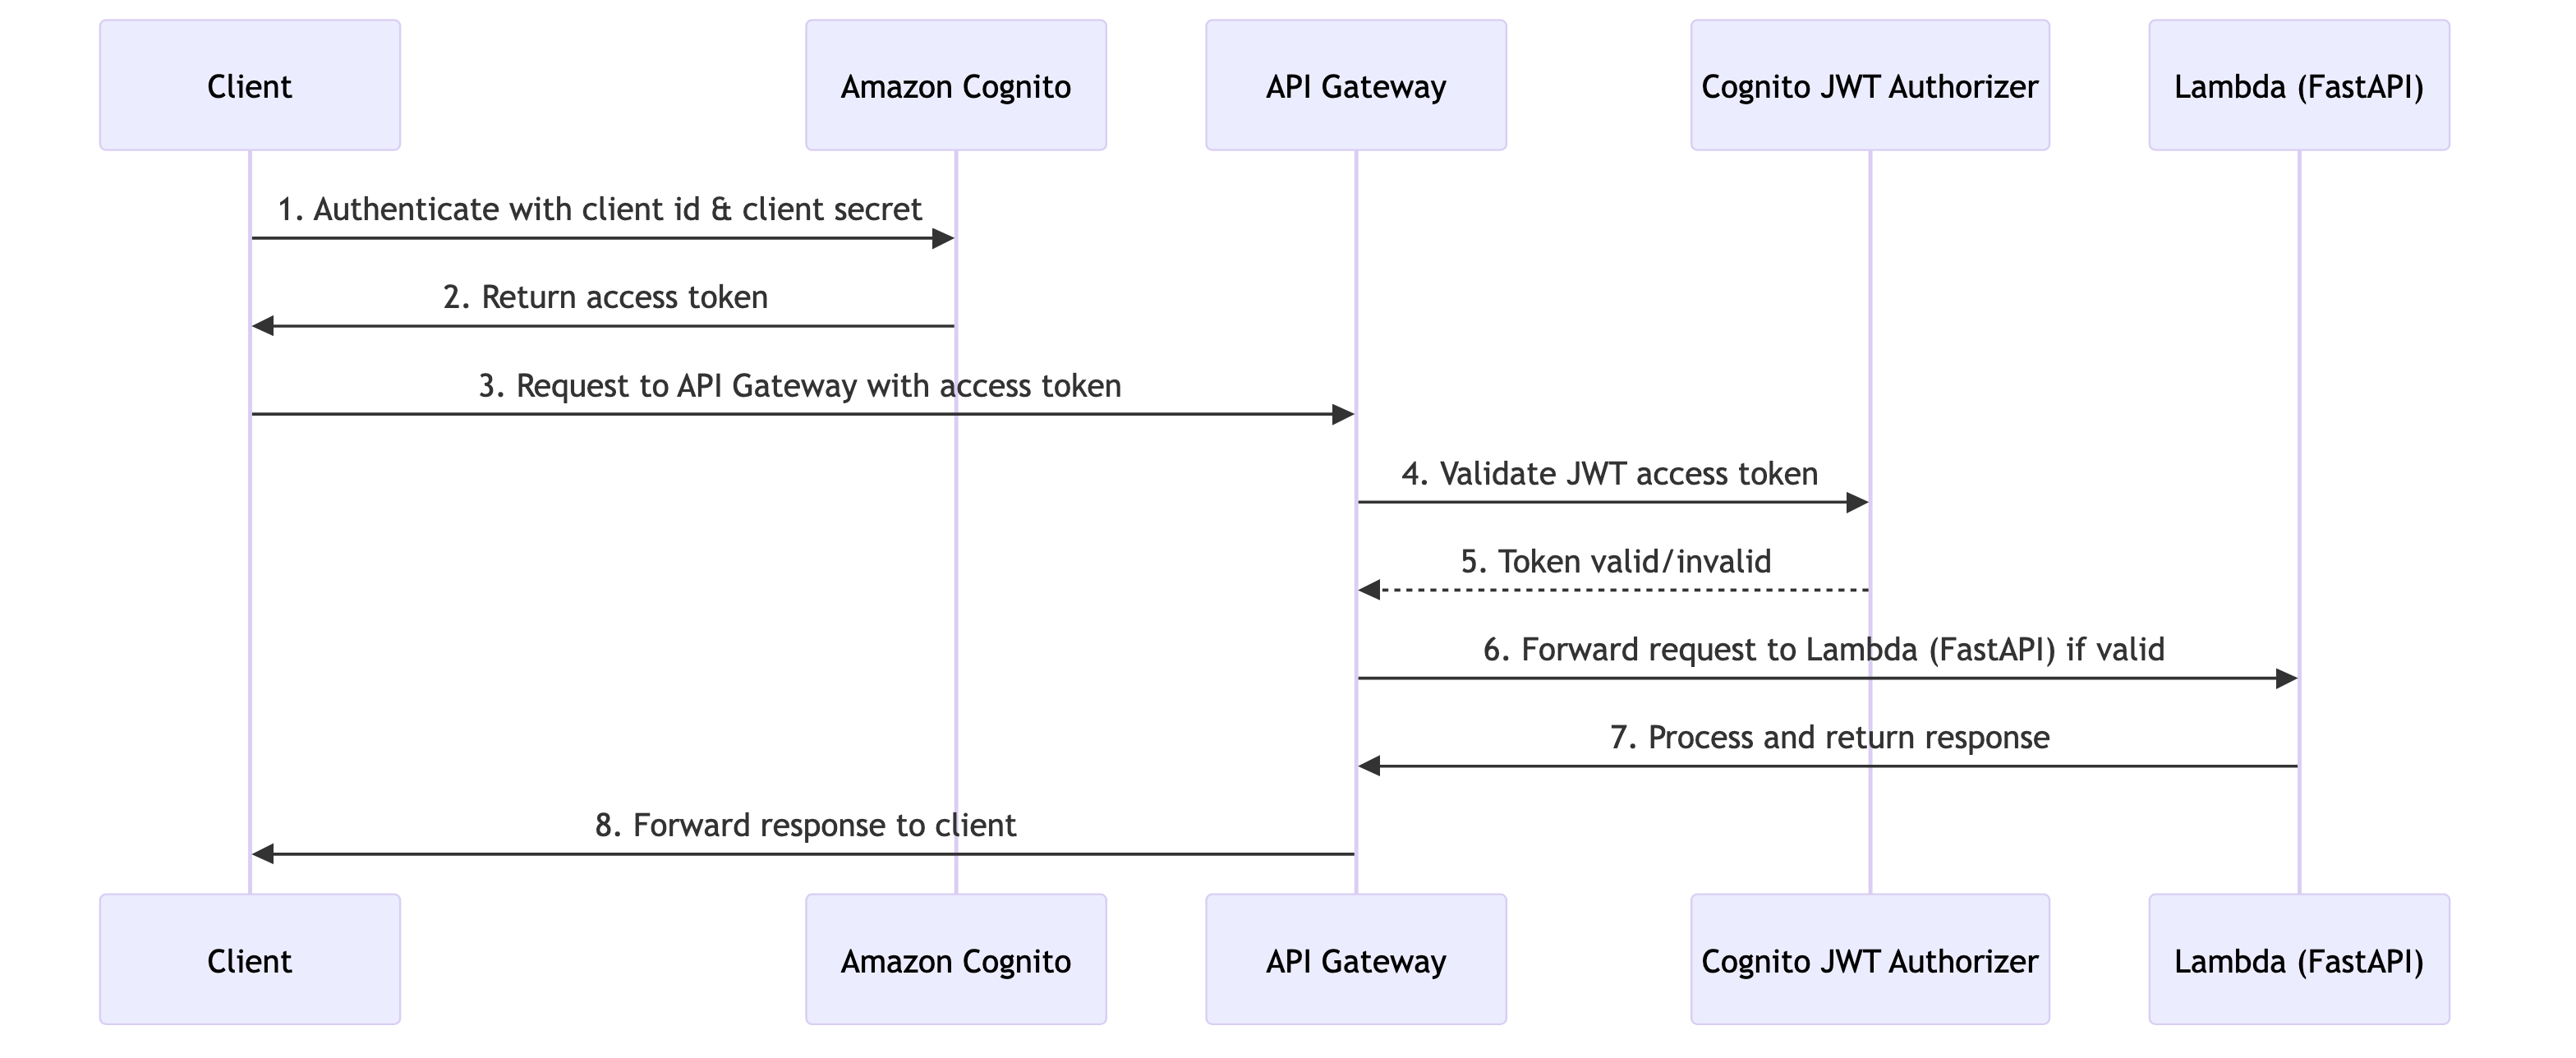 Client
Amazon Cognito
API Gateway
Cognito JWT Authorizer
Lambda (FastAPI)
1. Authenticate with client id & client secret
2. Return access token
3. Request to API Gateway with access token
4. Validate JWT access token
5. Token valid/invalid
6. Forward request to Lambda (FastAPI) if valid
7. Process and return response
8. Forward response to client
Client
Amazon Cognito
API Gateway
Cognito JWT Authorizer
Lambda (FastAPI)